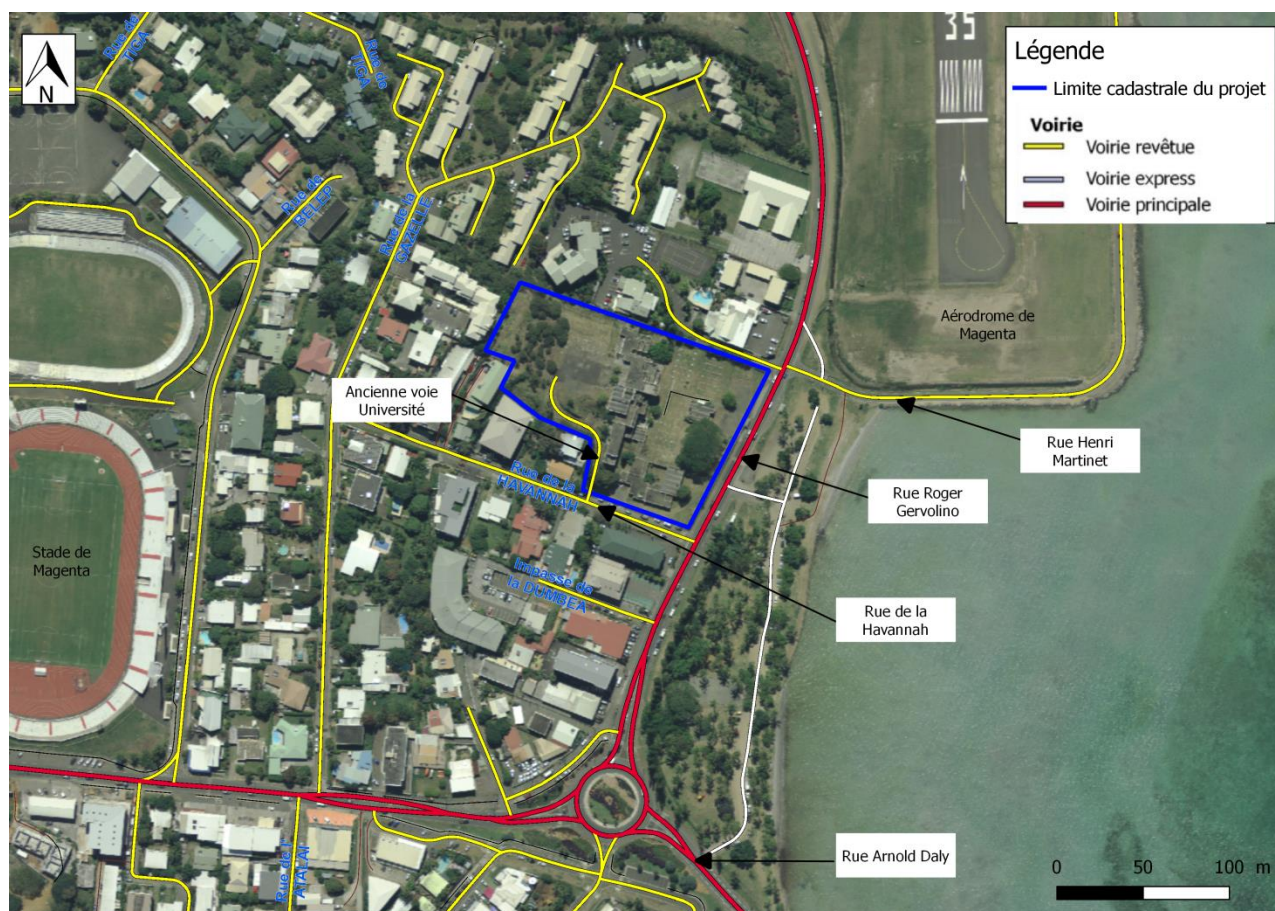 35
N
Légende
Limite cadastrale du projet
Voirie
Voirie revêtue
Voirie express
Voirie principale
Rue de
TIGA
Rue de
TIGA
Rue de
BELEP
Rue de la
GAZELLE
Aérodrome de
Magenta
Ancienne voie
Université
Rue Henri
Martinet
Rue de la
HAVANNAH
Rue Roger
Gervolino
Stade de
Magenta
Impasse de
la DUMBEA
Rue de la
Havannah
Rue Arnold Daly
Rue de l'
ATALAI
0 50 100 m